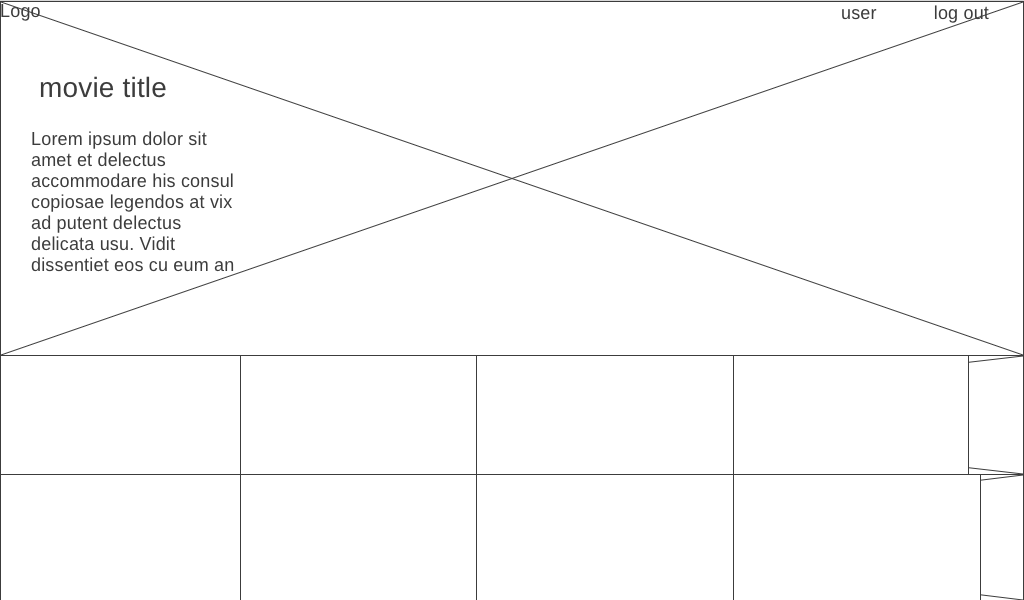 Logo
user
log out
movie title
Lorem ipsum dolor sit
amet et delectus
accommodare his consul
copiosae legendos at vix
ad putent delectus
delicata usu. Vidit
dissentiet eos cu eum an